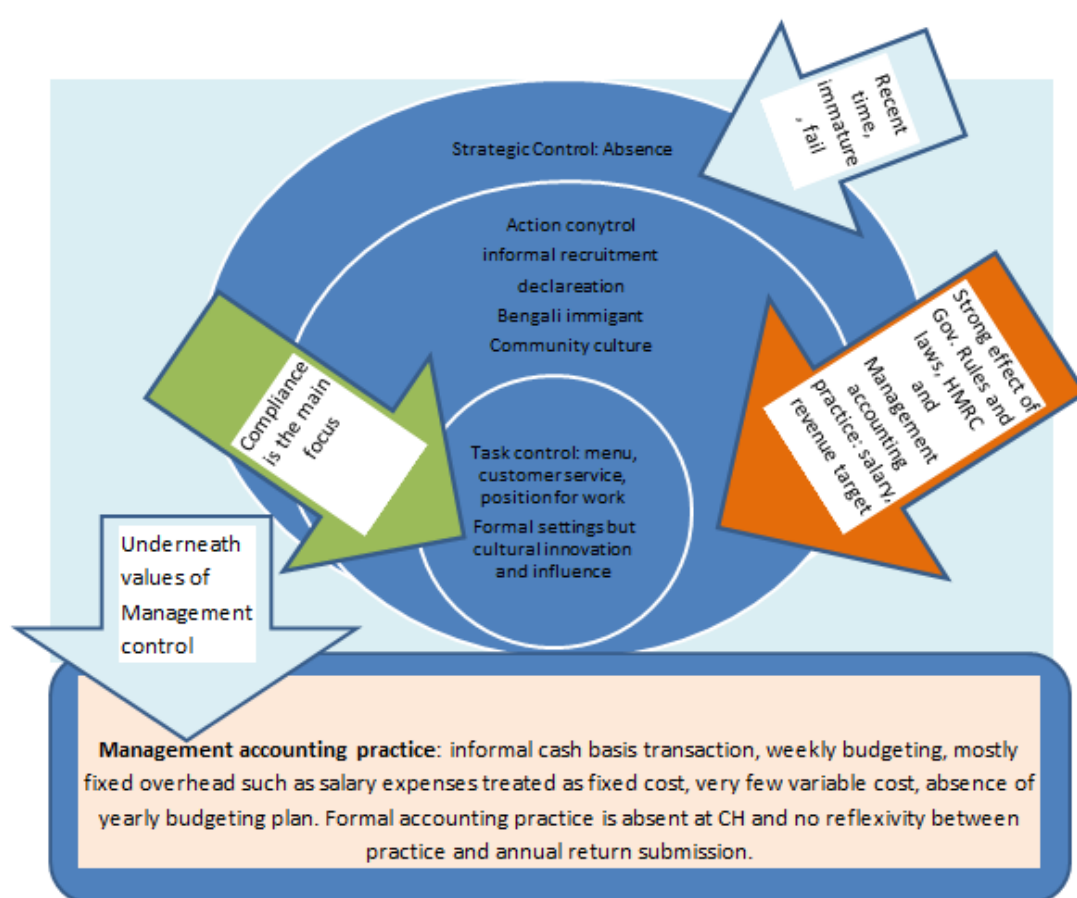 Recent
time,
immature
, fail
Strategic Control: Absence
Action conytrol
informal recruitment
declareation
Bengali immigant
Community culture
Strong effect of
Gov. Rules and
laws, HMRC
and
Management
accounting
practice: salary,
revenue target
Compliance
is the main
focus
Task control: menu,
customer service,
position for work
Formal settings but
cultural innovation
and influence
Underneath
values of
Management
control
Management accounting practice: informal cash basis transaction, weekly budgeting, mostly
fixed overhead such as salary expenses treated as fixed cost, very few variable cost, absence of
yearly budgeting plan. Formal accounting practice is absent at CH and no reflexivity between
practice and annual return submission.